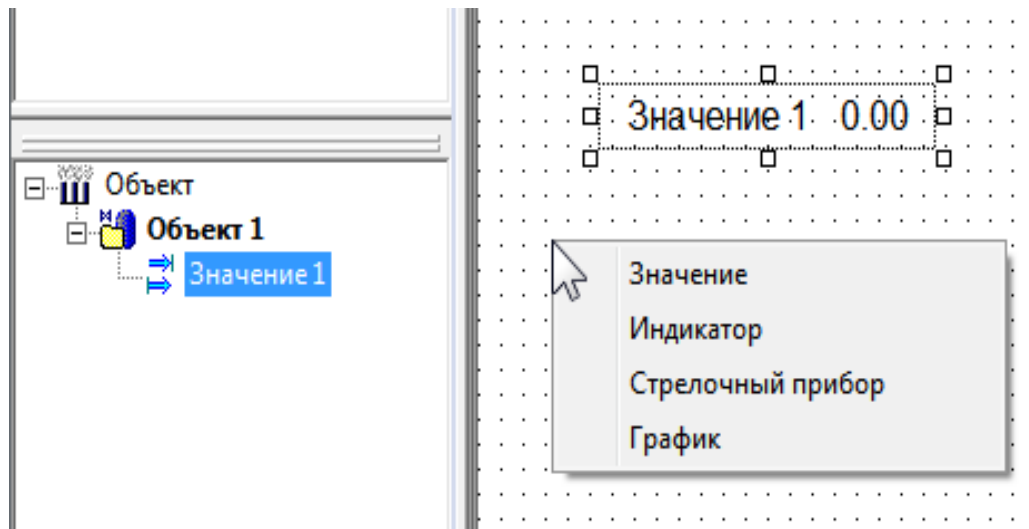 Объект
Объект 1
Значение 1
Значение 1 0.00
Значение
Индикатор
Стрелочный прибор
График